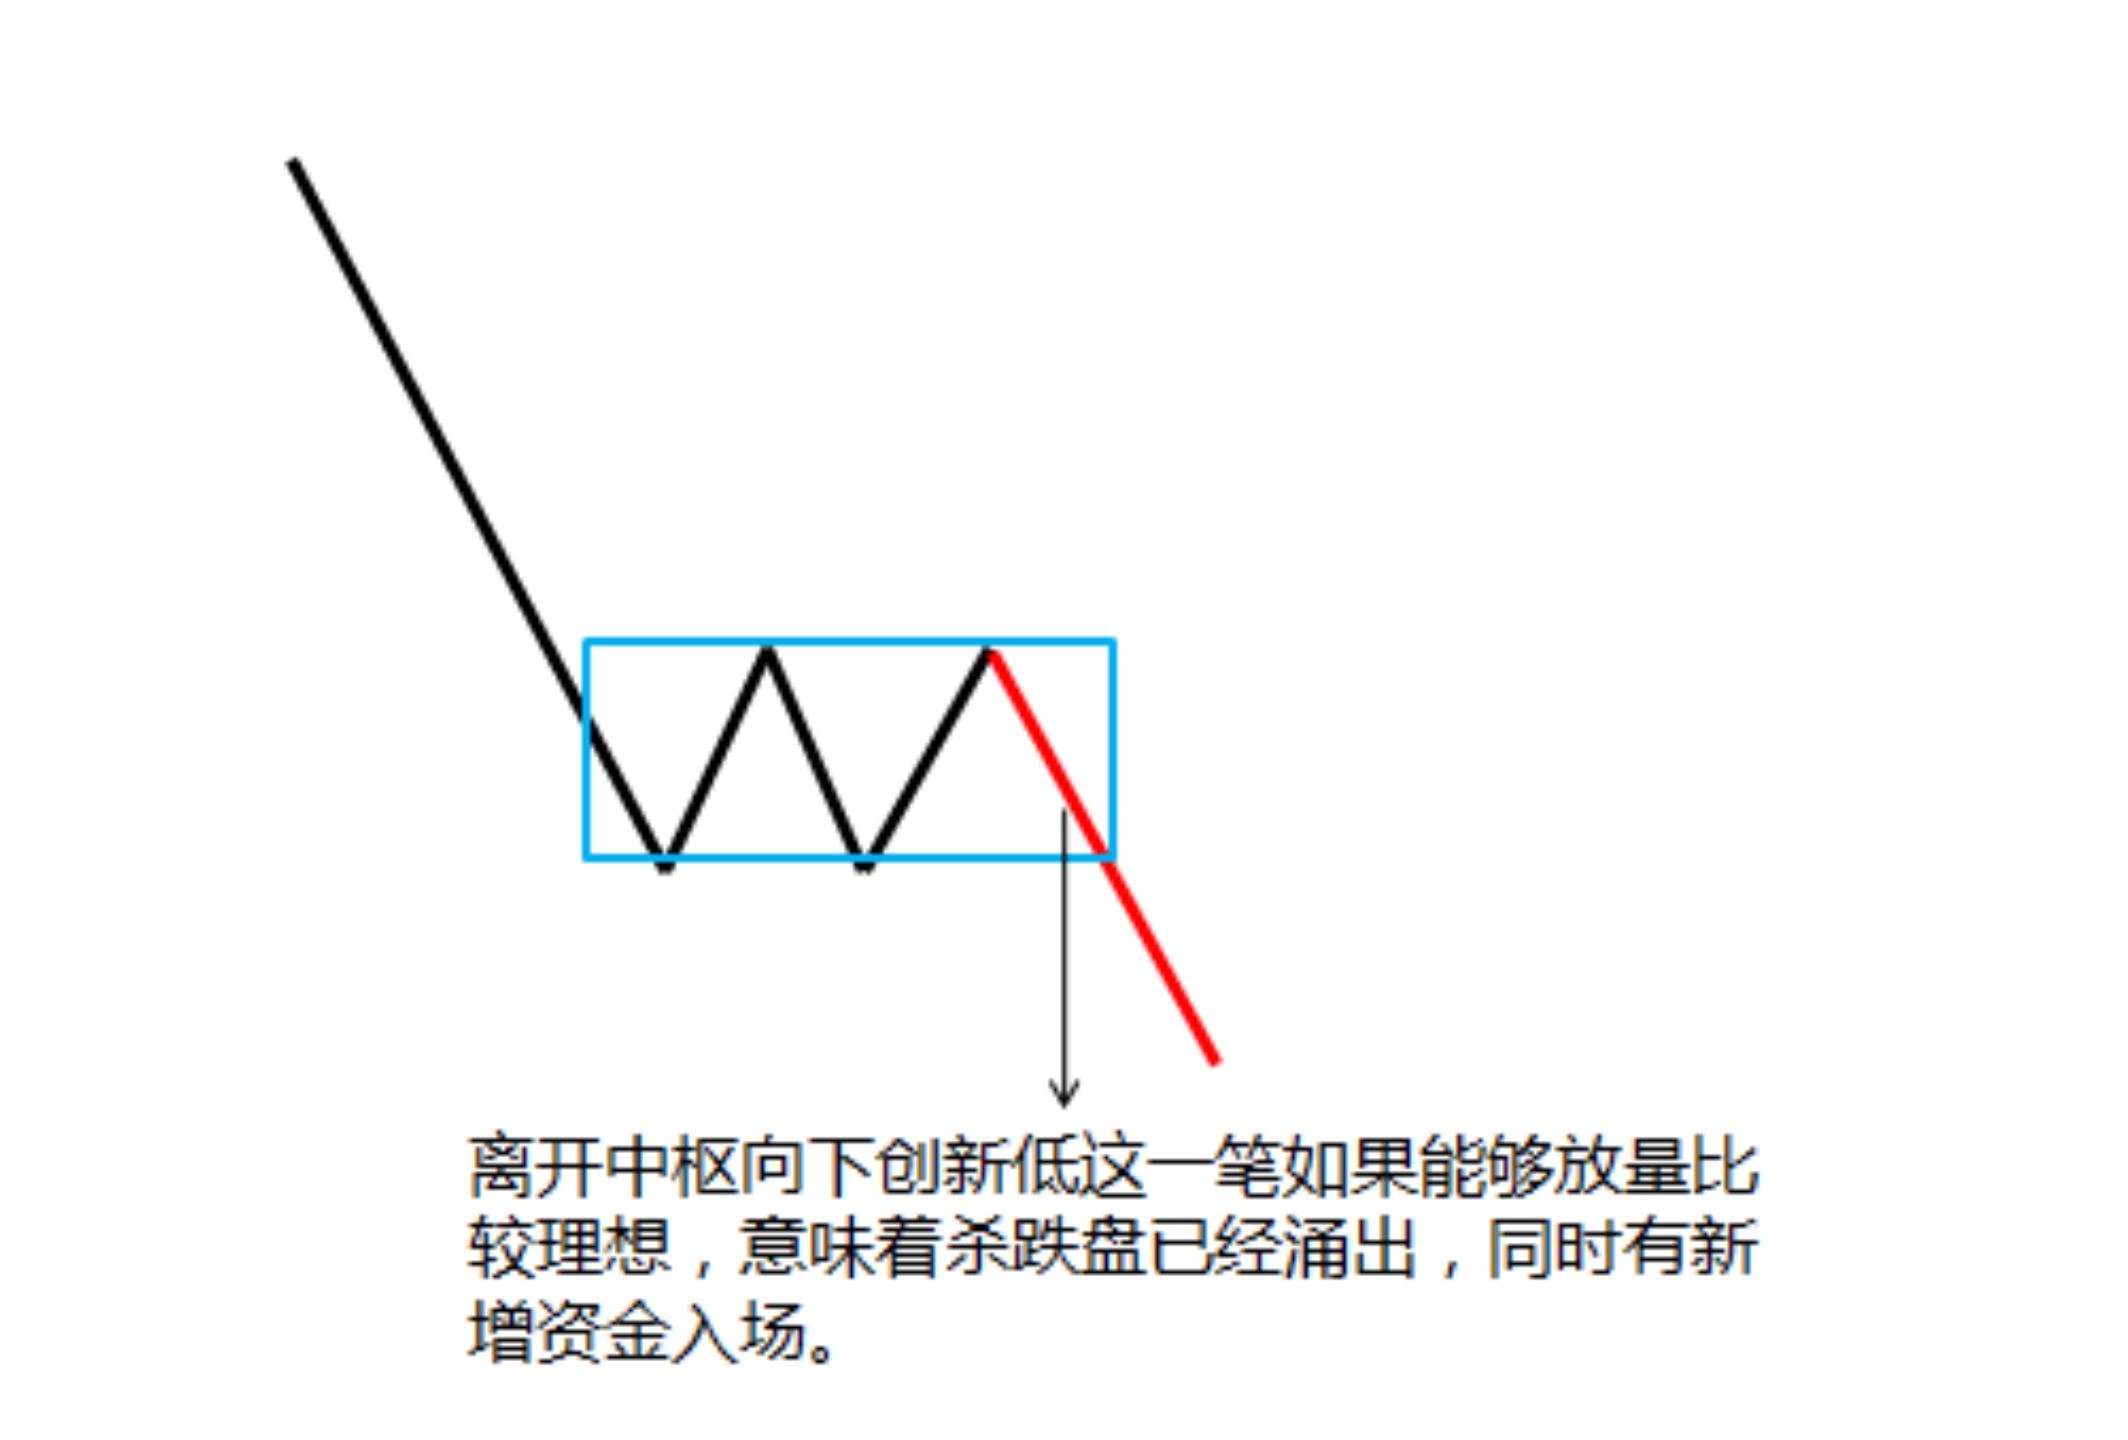 离开中枢向下创新低这一笔如果能够放量比
较理想，意味着杀跌盘已经涌出，同时有新
增资金入场。